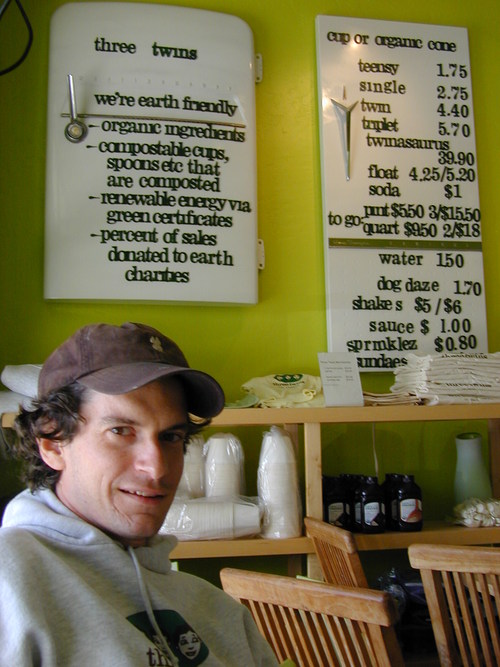 three twins
we're earth friendly
- organic ingredients
- compostable cups,
spoons etc that
are composted
- renewable energy via
green certificates
- percent of sales
donated to earth
charities
cup or organic cone
teensy 1.75
single 2.75
twin 4.40
triplet 5.70
twinasaurus
39.90
float 4.25/5.20
soda $1
to go: pint $5.50 3/$15.50
quart $9.50 2/$18
water 1.50
dog daze 1.70
shakes $5/$6
sauce $1.00
sprinklez $0.80
sundaes
th